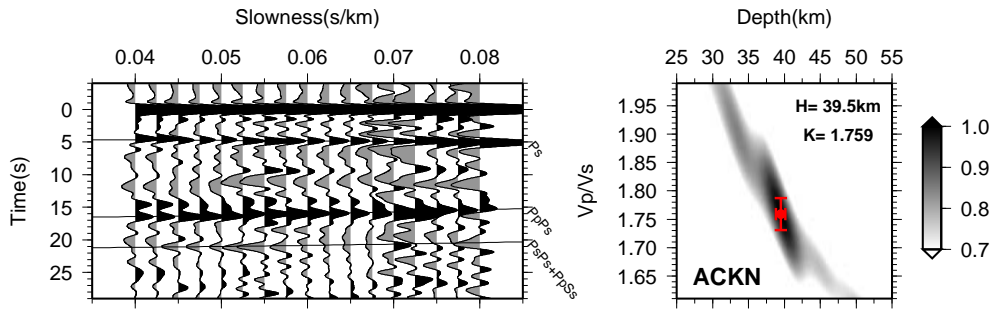 Slowness(s/km)
0.04 0.05 0.06 0.07 0.08
Time(s)
0
5
10
15
20
25
Ps
PpPs
PsPs+PpSs
Depth(km)
25 30 35 40 45 50 55
Vp/Vs
1.95
1.90
1.85
1.80
1.75
1.70
1.65
H= 39.5km
K= 1.759
ACKN
1.0
0.9
0.8
0.7